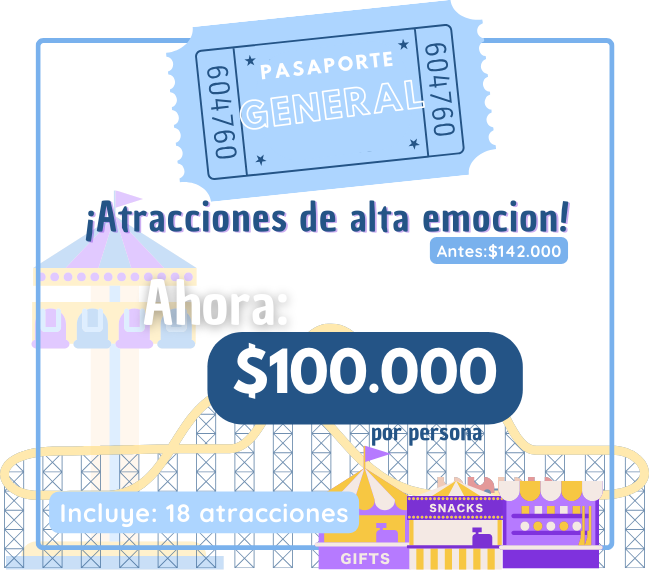 PASAPORTE
GENERAL
604760
604760
¡Atracciones de alta emocion!
Antes:$142.000
Ahora:
$100.000
por persona
Incluye: 18 atracciones
SNACKS
GIFTS